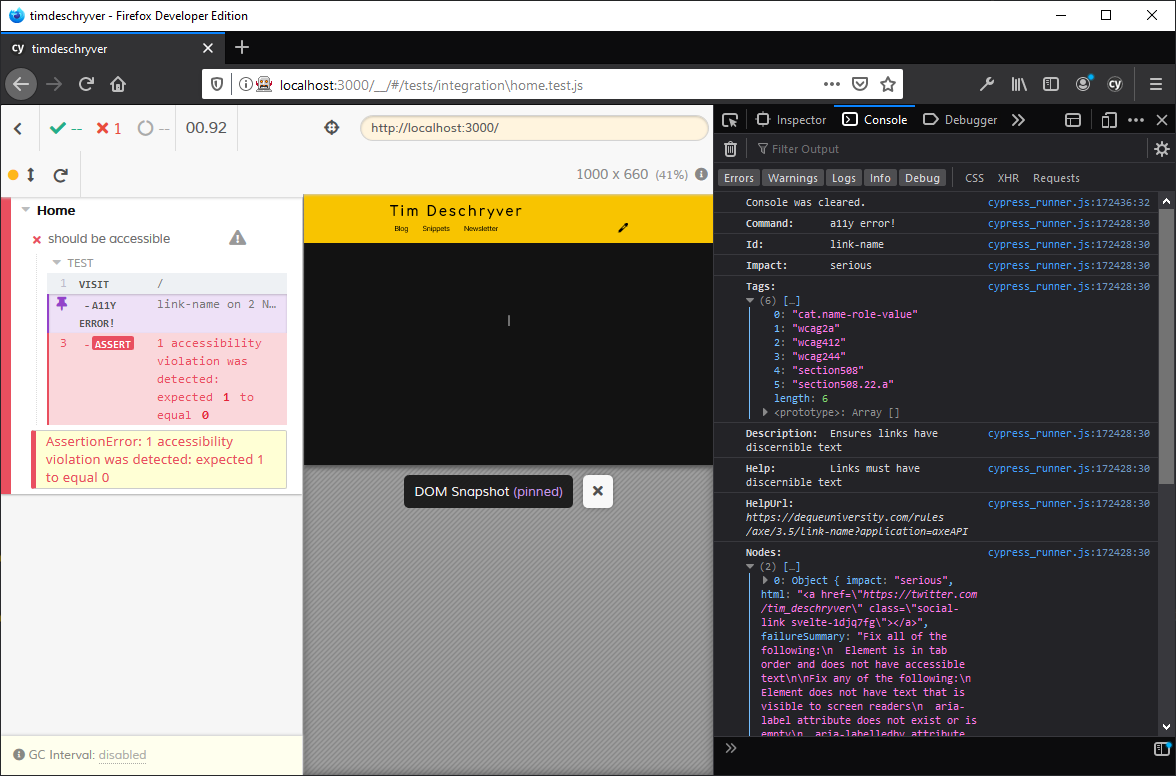 timdeschryver - Firefox Developer Edition
cy timdeschryver
localhost:3000/__/#/tests/integration\home.test.js
cy
-- 1 -- 00.92
http://localhost:3000/
1000 x 660 (41%)
Home
should be accessible
TEST
1 VISIT /
-A11Y ERROR! link-name on 2 N...
3 -ASSERT 1 accessibility
violation was
detected:
expected 1 to
equal 0
AssertionError: 1 accessibility
violation was detected: expected 1
to equal 0
GC Interval: disabled
Tim Deschryver
Blog Snippets Newsletter
DOM Snapshot (pinned)
Inspector Console Debugger
Filter Output
Errors Warnings Logs Info Debug CSS XHR Requests
Console was cleared. cypress_runner.js:172436:32
Command: a11y error! cypress_runner.js:172428:30
Id: link-name cypress_runner.js:172428:30
Impact: serious cypress_runner.js:172428:30
Tags: cypress_runner.js:172428:30
(6) […]
0: "cat.name-role-value"
1: "wcag2a"
2: "wcag412"
3: "wcag244"
4: "section508"
5: "section508.22.a"
length: 6
<prototype>: Array []
Description: Ensures links have cypress_runner.js:172428:30
discernible text
Help: Links must have cypress_runner.js:172428:30
discernible text
HelpUrl: cypress_runner.js:172428:30
https://dequeuniversity.com/rules
/axe/3.5/link-name?application=axeAPI
Nodes: cypress_runner.js:172428:30
(2) […]
0: Object { impact: "serious",
html: "<a href=\"https://twitter.com
/tim_deschryver\" class=\"social-
link svelte-1djq7fg\"></a>",
failureSummary: "Fix all of the
following:\n Element is in tab
order and does not have accessible
text\n\nFix any of the following:\n
Element does not have text that is
visible to screen readers\n aria-
label attribute does not exist or is
empty\n aria-labelledby attribute